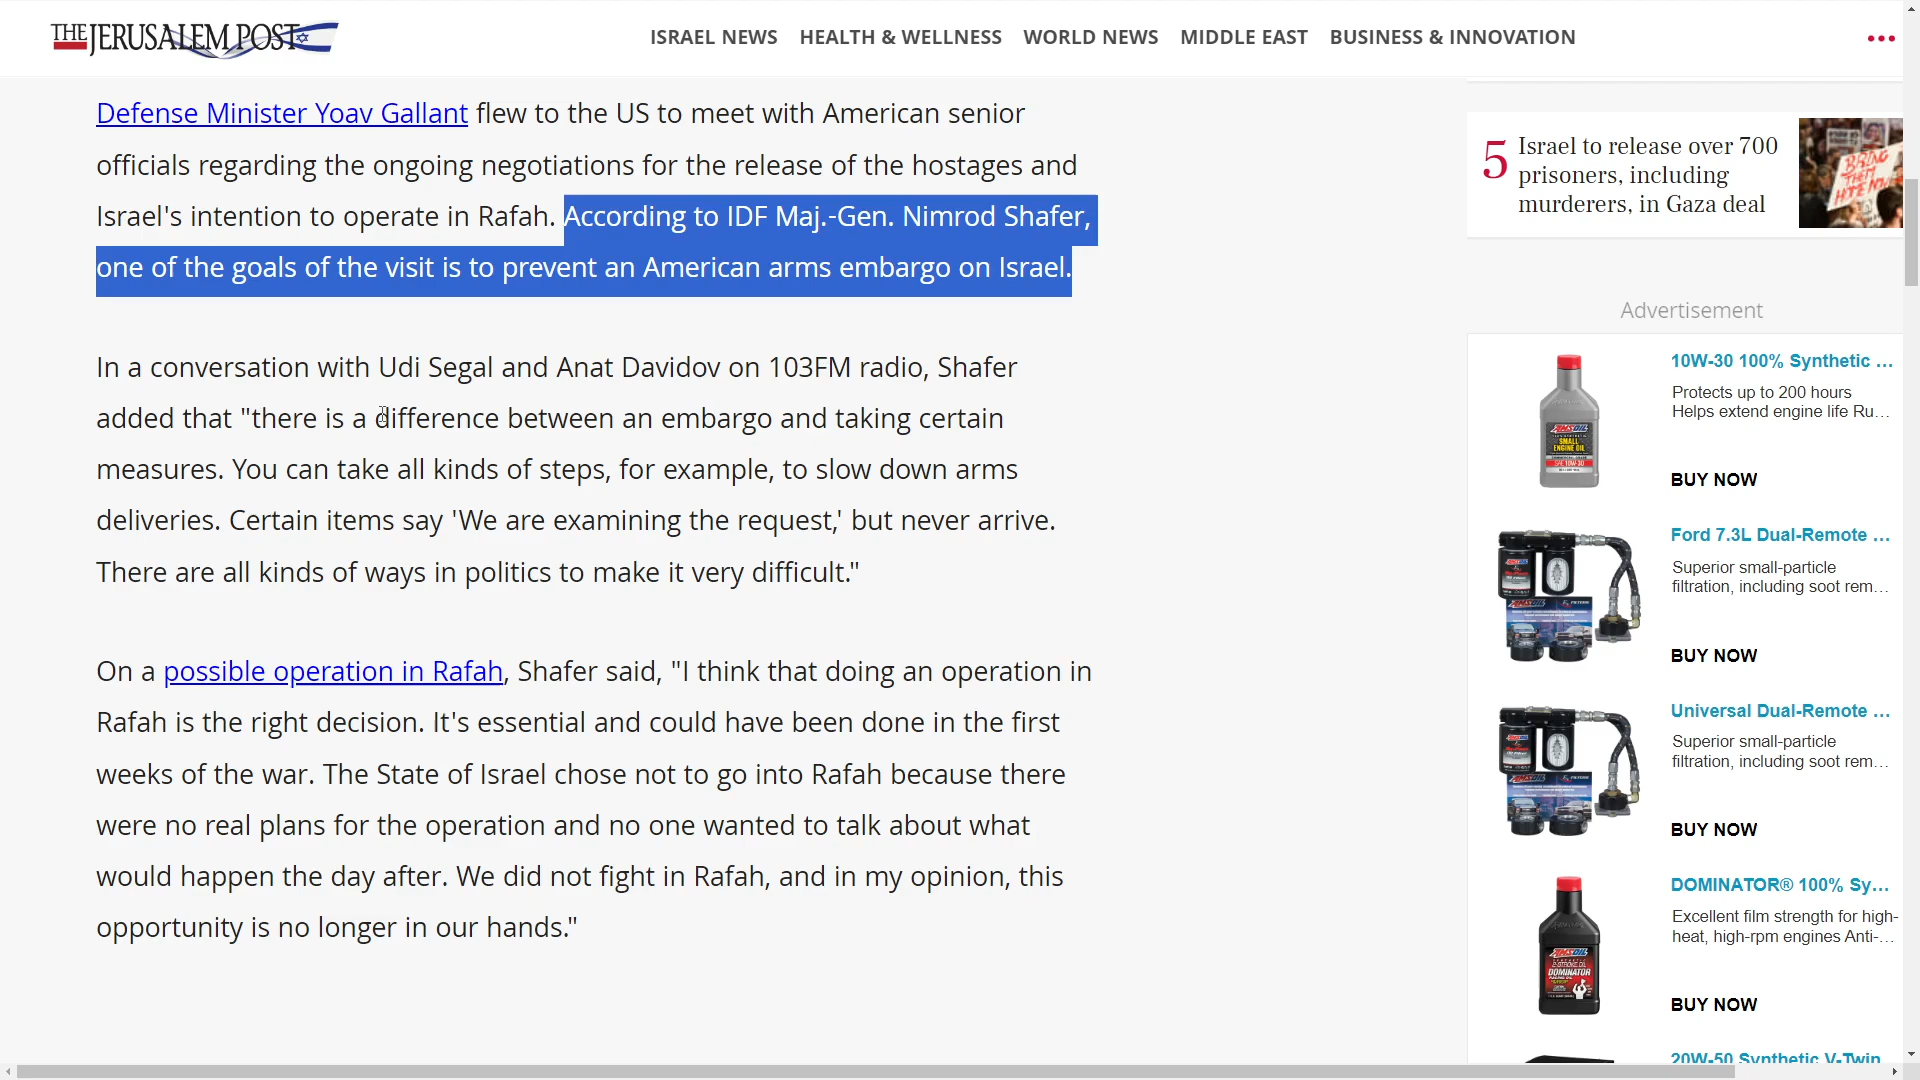 THE JERUSALEM POST
ISRAEL NEWS HEALTH & WELLNESS WORLD NEWS MIDDLE EAST BUSINESS & INNOVATION
Defense Minister Yoav Gallant flew to the US to meet with American senior
officials regarding the ongoing negotiations for the release of the hostages and
Israel's intention to operate in Rafah. According to IDF Maj.-Gen. Nimrod Shafer,
one of the goals of the visit is to prevent an American arms embargo on Israel.
In a conversation with Udi Segal and Anat Davidov on 103FM radio, Shafer
added that "there is a difference between an embargo and taking certain
measures. You can take all kinds of steps, for example, to slow down arms
deliveries. Certain items say 'We are examining the request,' but never arrive.
There are all kinds of ways in politics to make it very difficult."
On a possible operation in Rafah, Shafer said, "I think that doing an operation in
Rafah is the right decision. It's essential and could have been done in the first
weeks of the war. The State of Israel chose not to go into Rafah because there
were no real plans for the operation and no one wanted to talk about what
would happen the day after. We did not fight in Rafah, and in my opinion, this
opportunity is no longer in our hands."
5
Israel to release over 700
prisoners, including
murderers, in Gaza deal
BRING
THEM
Advertisement
10W-30 100% Synthetic ...
Protects up to 200 hours
Helps extend engine life Ru...
BUY NOW
AMSOIL
SMALL
ENGINE OIL
Ford 7.3L Dual-Remote ...
Superior small-particle
filtration, including soot rem...
BUY NOW
Universal Dual-Remote ...
Superior small-particle
filtration, including soot rem...
BUY NOW
DOMINATOR® 100% Sy...
Excellent film strength for high-
heat, high-rpm engines Anti-...
BUY NOW
AMSOIL
DOMINATOR
20W-50 Synthetic V-Twin